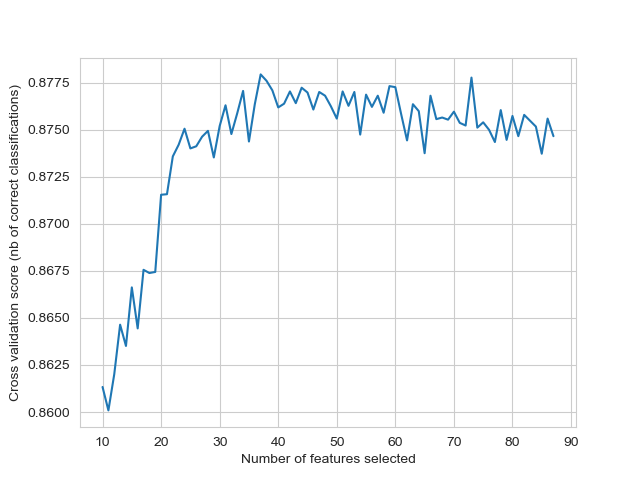 Cross validation score (nb of correct classifications)
0.8775
0.8750
0.8725
0.8700
0.8675
0.8650
0.8625
0.8600
10 20 30 40 50 60 70 80 90
Number of features selected